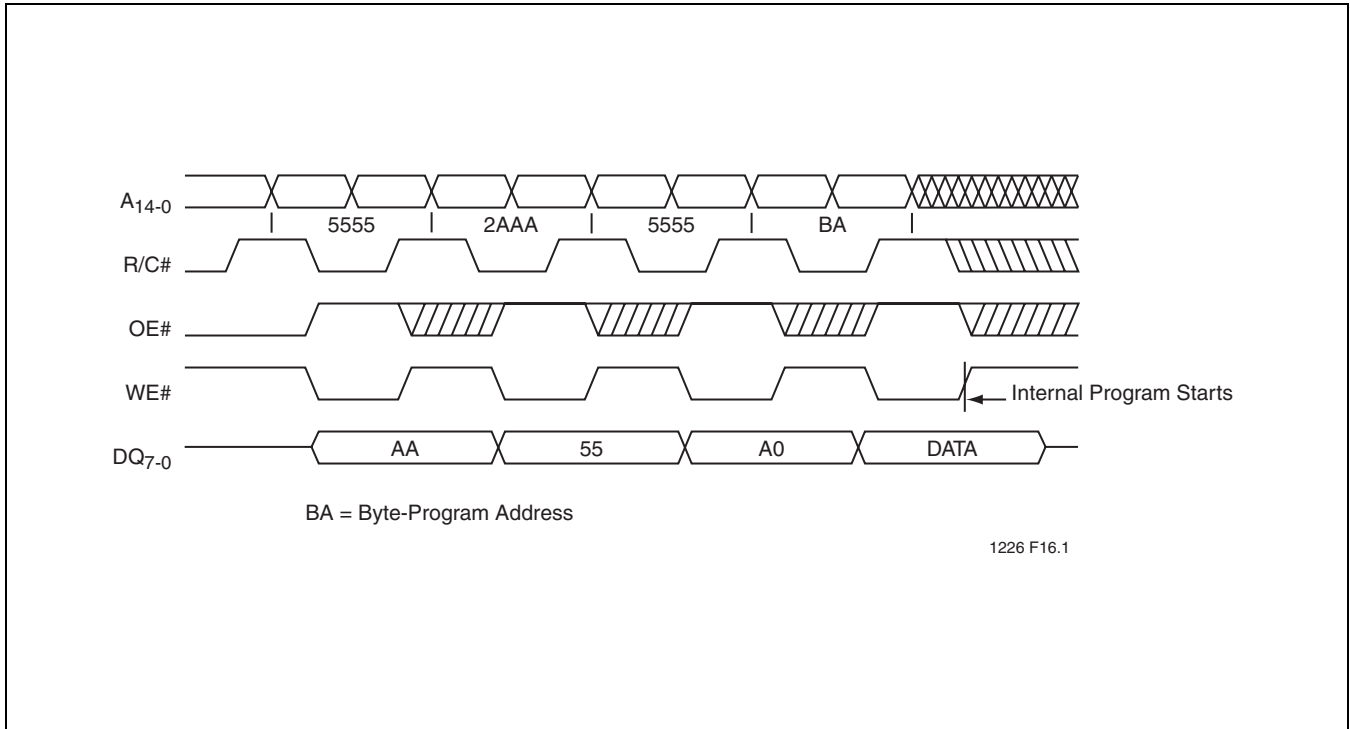 A14-0
5555 2AAA 5555 BA
R/C#
OE#
WE#
Internal Program Starts
DQ7-0
AA 55 A0 DATA
BA = Byte-Program Address
1226 F16.1